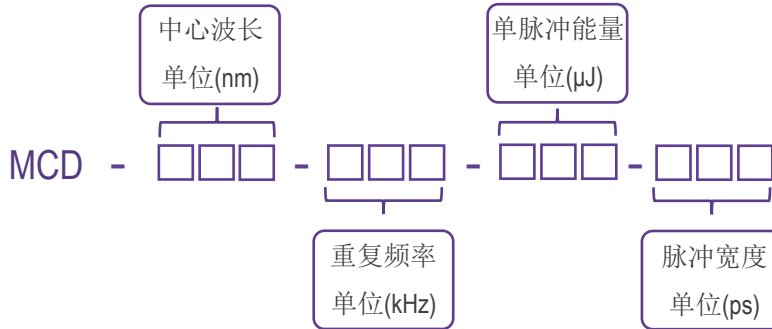 中心波长
单位(nm)
单脉冲能量
单位(µJ)
MCD - □□□ - □□□ - □□□ - □□□
重复频率
单位(kHz)
脉冲宽度
单位(ps)